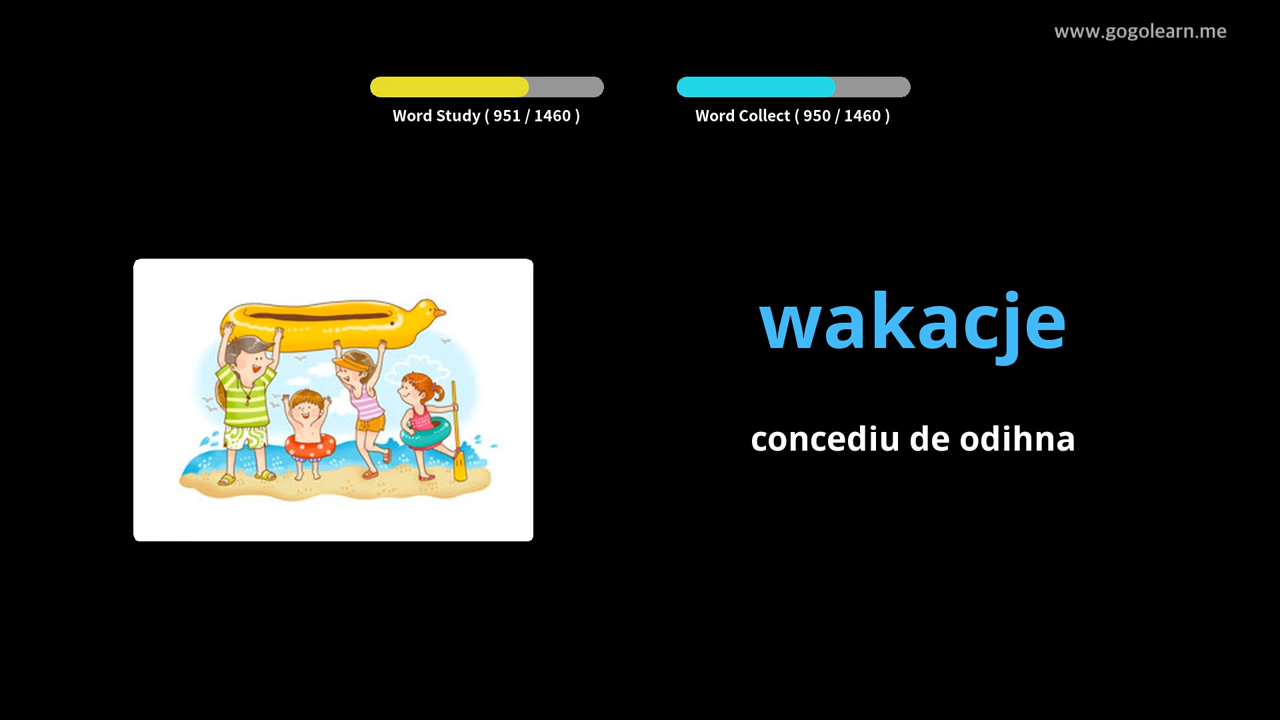 www.gogolearn.me
Word Study ( 951 / 1460 )
Word Collect ( 950 / 1460 )
wakacje
concediu de odihna